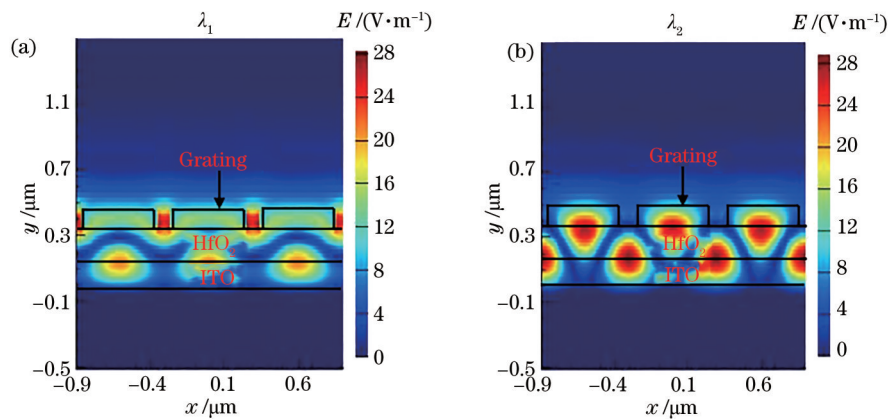 (a)
λ₁
E /(V·m⁻¹)
28
24
20
16
12
8
4
0
1.1
0.7
0.3
−0.1
−0.5
y /μm
Grating
HfO₂
ITO
−0.9
−0.4
0.1
0.6
x /μm
(b)
λ₂
E /(V·m⁻¹)
28
24
20
16
12
8
4
0
1.1
0.7
0.3
−0.1
−0.5
y /μm
Grating
HfO₂
ITO
−0.9
−0.4
0.1
0.6
x /μm